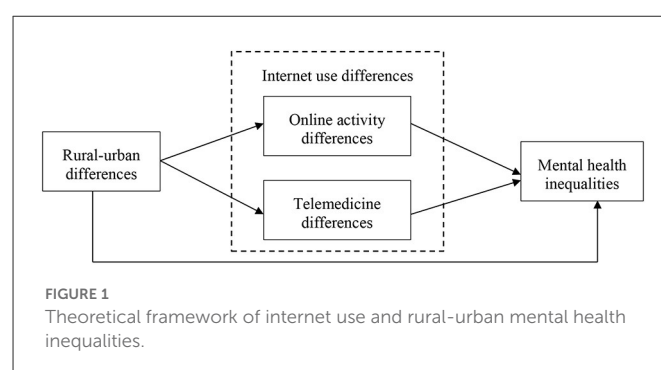 Internet use differences
Online activity
differences
Rural-urban
differences
Mental health
inequalities
Telemedicine
differences
FIGURE 1
Theoretical framework of internet use and rural-urban mental health
inequalities.